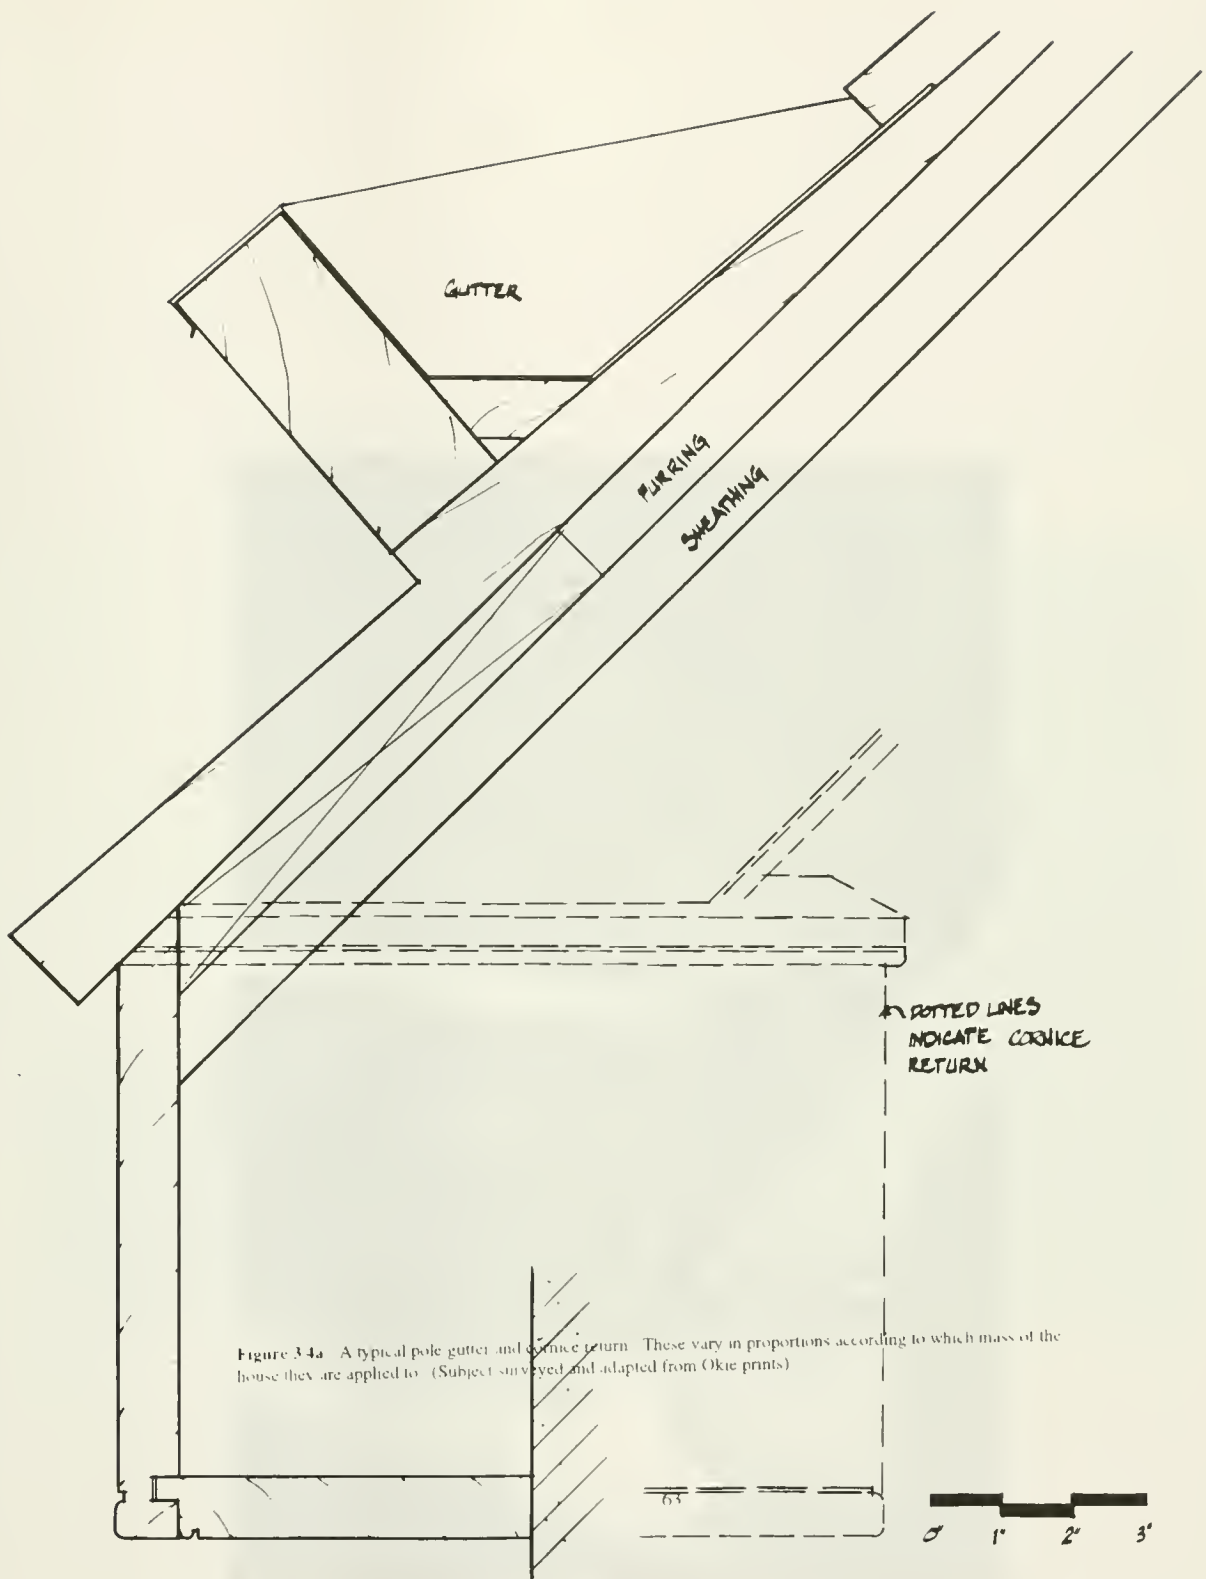 GUTTER
FURRING
SHEATHING
DOTTED LINES
INDICATE CORNICE
RETURN
Figure 3.4a A typical pole gutter and cornice return These vary in proportions according to which mass of the
house they are applied to. (Subject surveyed and adapted from Okie prints)
63
0" 1" 2" 3"